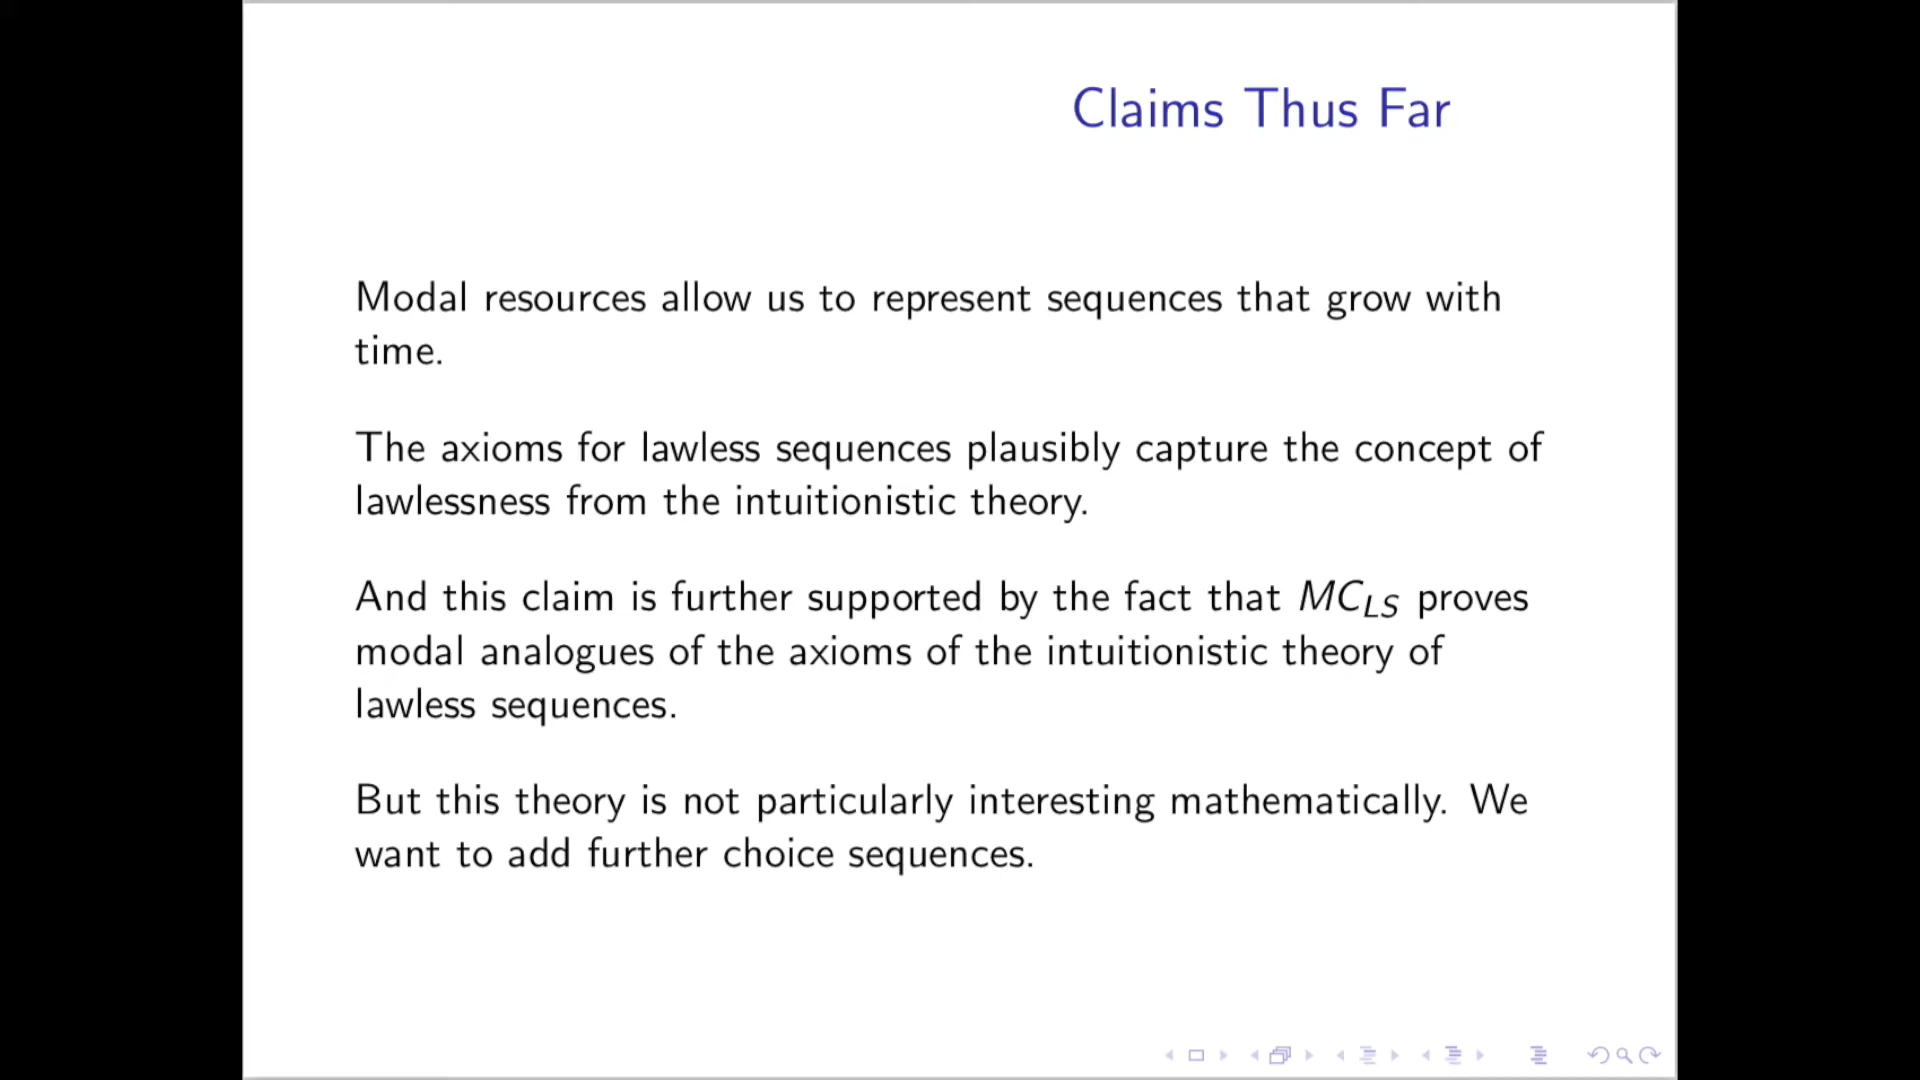 Claims Thus Far
Modal resources allow us to represent sequences that grow with
time.
The axioms for lawless sequences plausibly capture the concept of
lawlessness from the intuitionistic theory.
And this claim is further supported by the fact that MC_LS proves
modal analogues of the axioms of the intuitionistic theory of
lawless sequences.
But this theory is not particularly interesting mathematically. We
want to add further choice sequences.